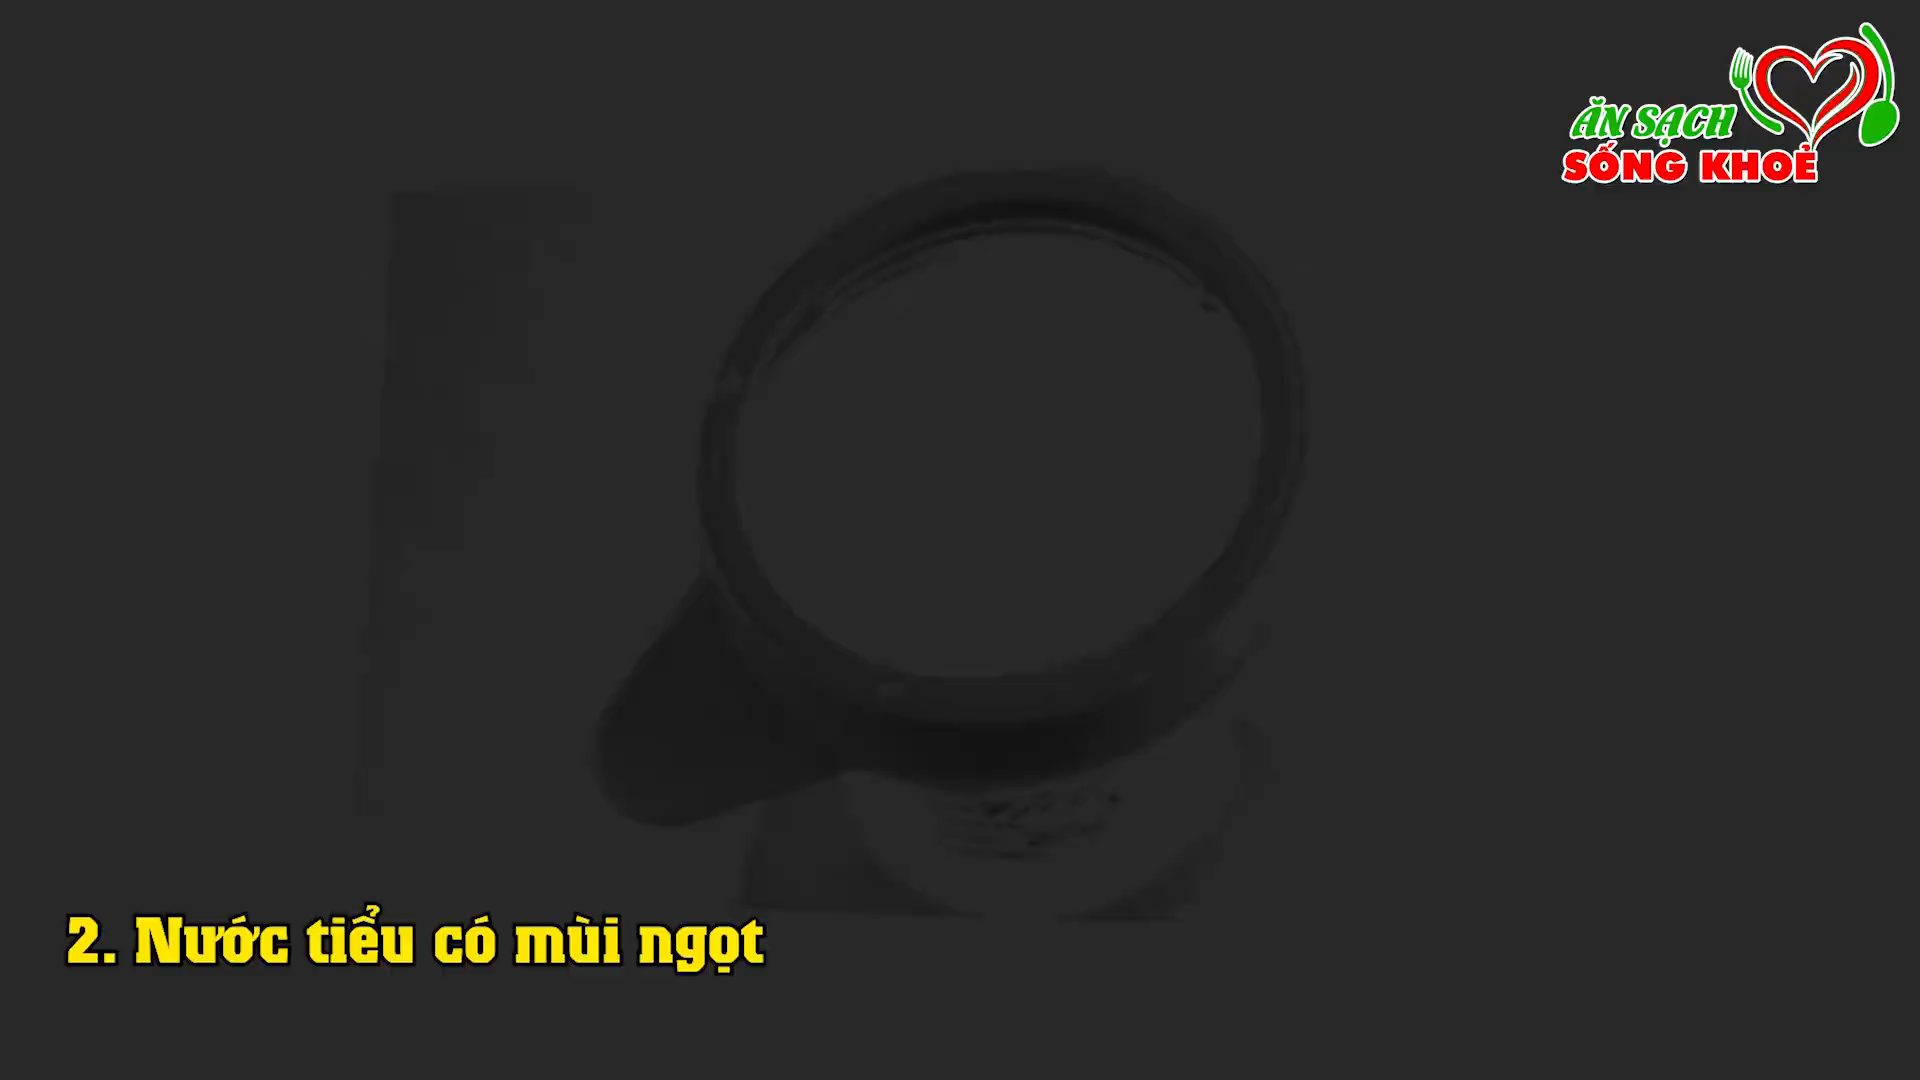 ĂN SẠCH
SỐNG KHOẺ
2. Nước tiểu có mùi ngọt